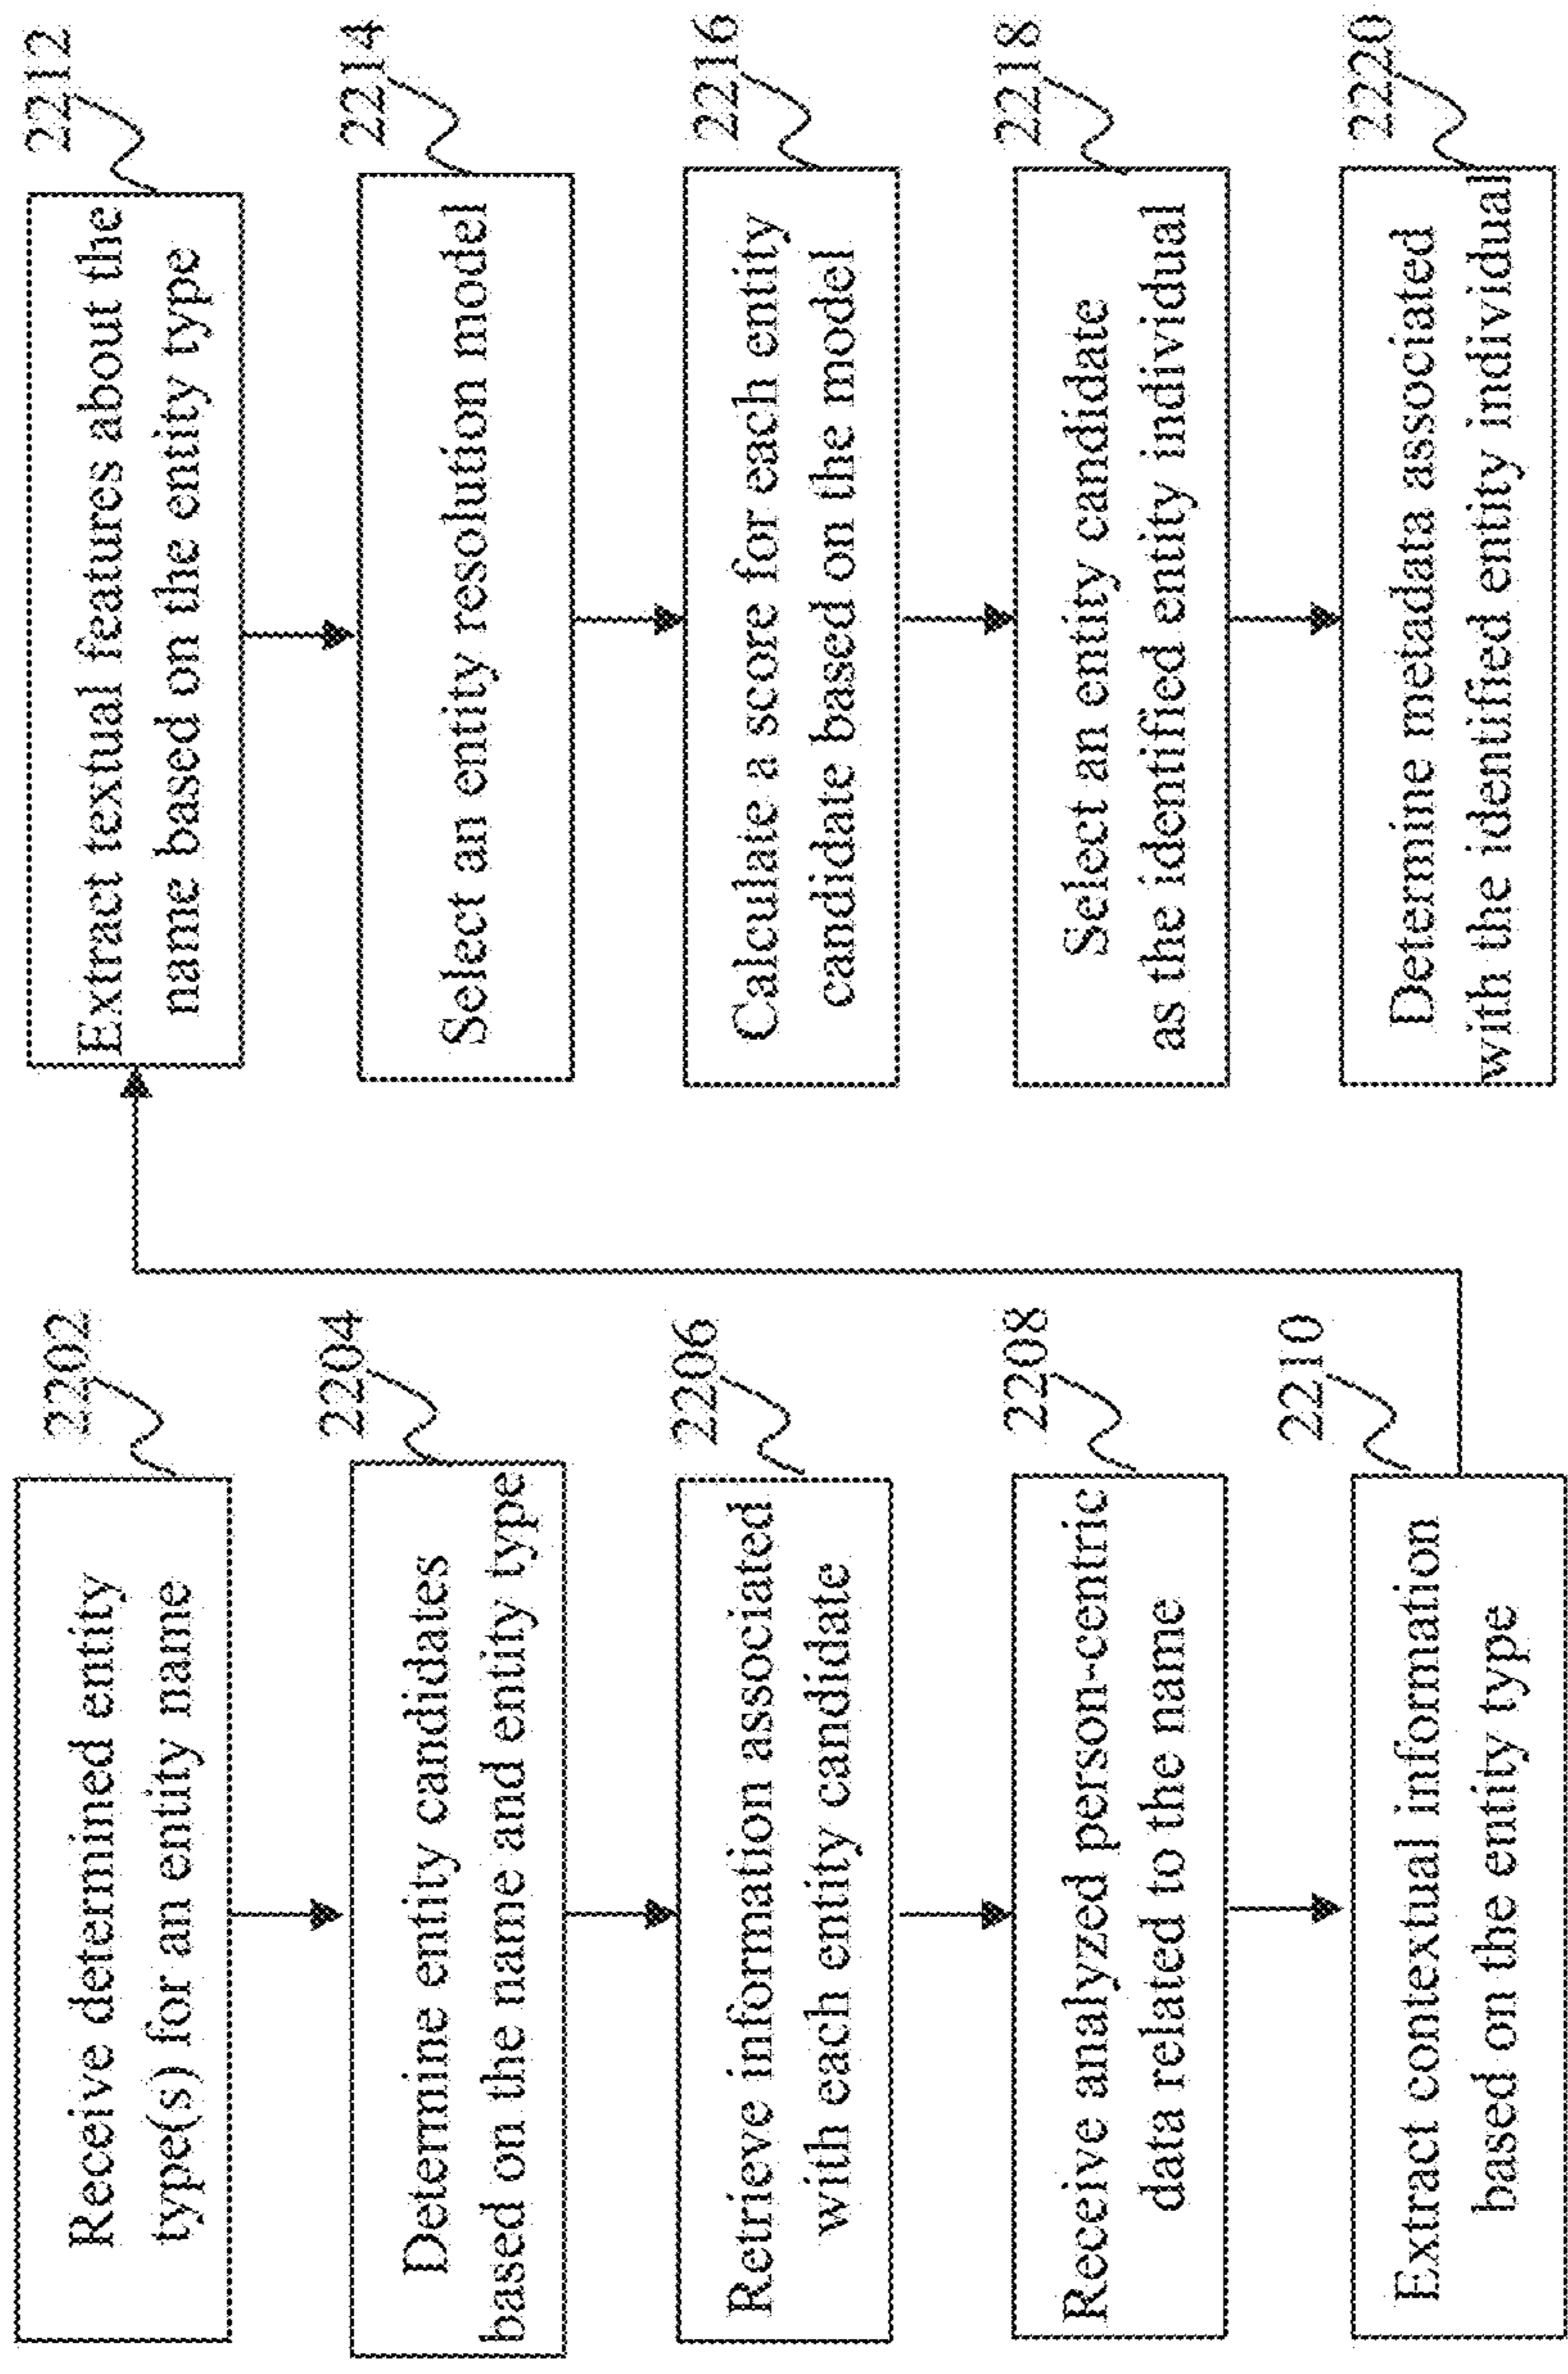 2202
Receive determined entity
type(s) for an entity name
2204
Determine entity candidates
based on the name and entity type
2206
Retrieve information associated
with each entity candidate
2208
Receive analyzed person-centric
data related to the name
2210
Extract contextual information
based on the entity type
2212
Extract textual features about the
name based on the entity type
2214
Select an entity resolution model
2216
Calculate a score for each entity
candidate based on the model
2218
Select an entity candidate
as the identified entity individual
2220
Determine metadata associated
with the identified entity individual